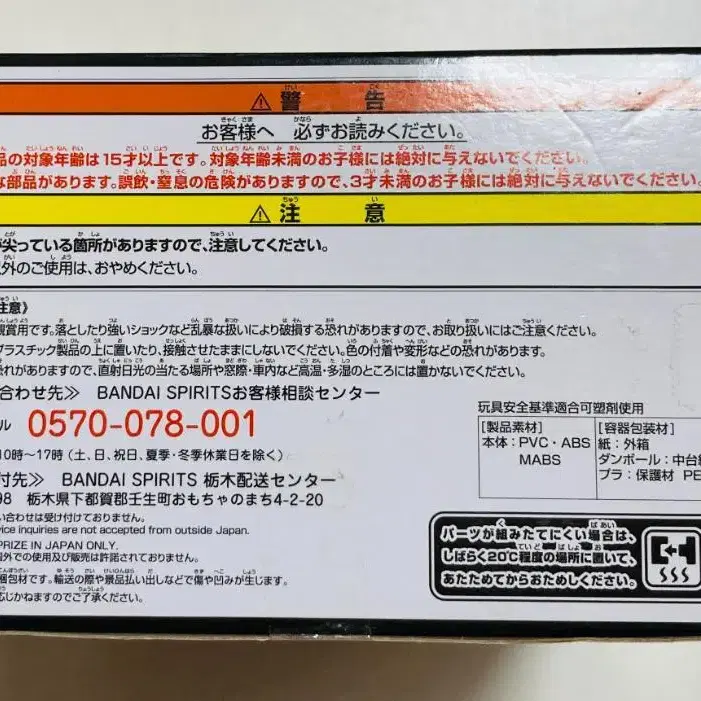 ⚠ 警 告
お客様へ 必ずお読みください。
品の対象年齢は15才以上です。対象年齢未満のお子様には絶対に与えないでください。
な部品があります。誤飲・窒息の危険がありますので、3才未満のお子様には絶対に与えないでください。
⚠ 注 意
尖っている箇所がありますので、注意してください。
外のご使用は、おやめください。
注意》
観賞用です。落としたり強いショックなど乱暴な扱いにより破損する恐れがありますので、お取り扱いにはご注意ください。
プラスチック製品の上に置いたり、接触させたままにしないでください。色の付着や変形などの恐れがあります。
恐れがありますので、直射日光の当たる場所や窓際・車内など高温・多湿のところには置かないでください。
合わせ先≫ BANDAI SPIRITSお客様相談センター
ル 0570-078-001
10時〜17時(土、日、祝日、夏季・冬季休業日を除く)
付先≫ BANDAI SPIRITS 栃木配送センター
98 栃木県下都賀郡壬生町おもちゃのまち4-2-20
い合わせは受け付けておりません。
vice inquiries are not accepted from outside Japan.
PRIZE IN JAPAN ONLY.
国外での使用及び販売は許諾されておりません。
梱包材です。輸送の際や景品払い出しなどで傷や凹みが生じます。
応じかねますのでご了承ください。
玩具安全基準適合可塑剤使用
[製品素材]
本体:PVC・ABS
MABS
[容器包装材]
紙:外箱
ダンボール:中台紙
プラ:保護材 PE
パーツが組みたてにくい場合は、
しばらく20℃程度の場所に置いて、
あたためてからおためしください。